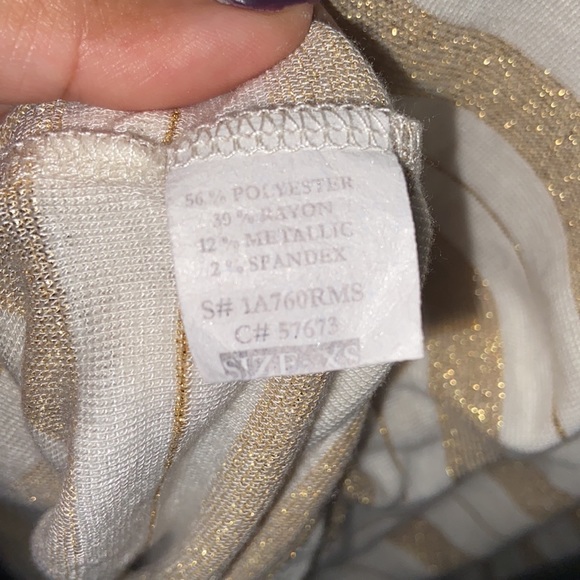 56 % POLYESTER
30 % RAYON
12 % METALLIC
2 % SPANDEX
S# 1A760RMS
C# 57673
SIZE XS